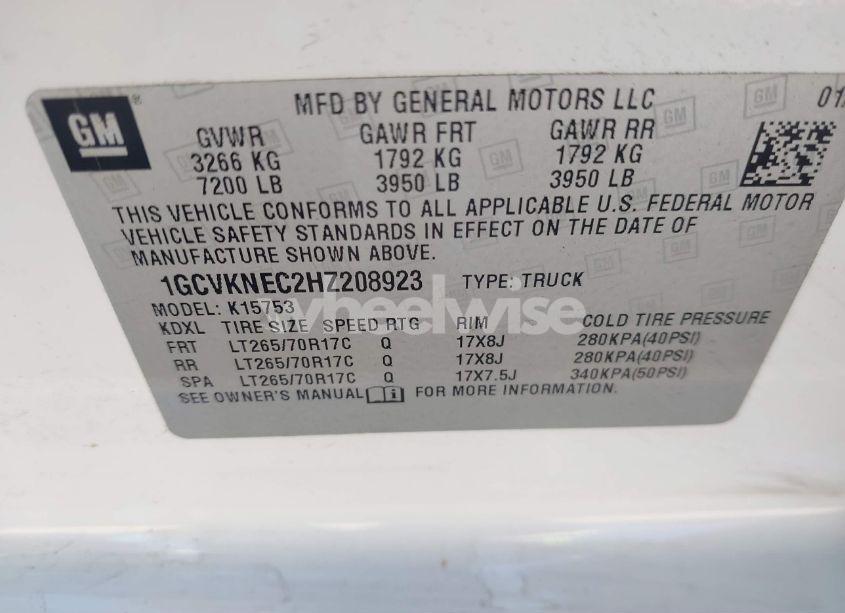 GM
MFD BY GENERAL MOTORS LLC 01/
GVWR GAWR FRT GAWR RR
3266 KG 1792 KG 1792 KG
7200 LB 3950 LB 3950 LB
THIS VEHICLE CONFORMS TO ALL APPLICABLE U.S. FEDERAL MOTOR
VEHICLE SAFETY STANDARDS IN EFFECT ON THE DATE OF
MANUFACTURE SHOWN ABOVE.
1GCVKNEC2HZ208923 TYPE: TRUCK
MODEL: K15753
wheelwise
KDXL TIRE SIZE SPEED RTG RIM COLD TIRE PRESSURE
FRT LT265/70R17C Q 17X8J 280KPA(40PSI)
RR LT265/70R17C Q 17X8J 280KPA(40PSI)
SPA LT265/70R17C Q 17X7.5J 340KPA(50PSI)
SEE OWNER'S MANUAL FOR MORE INFORMATION.